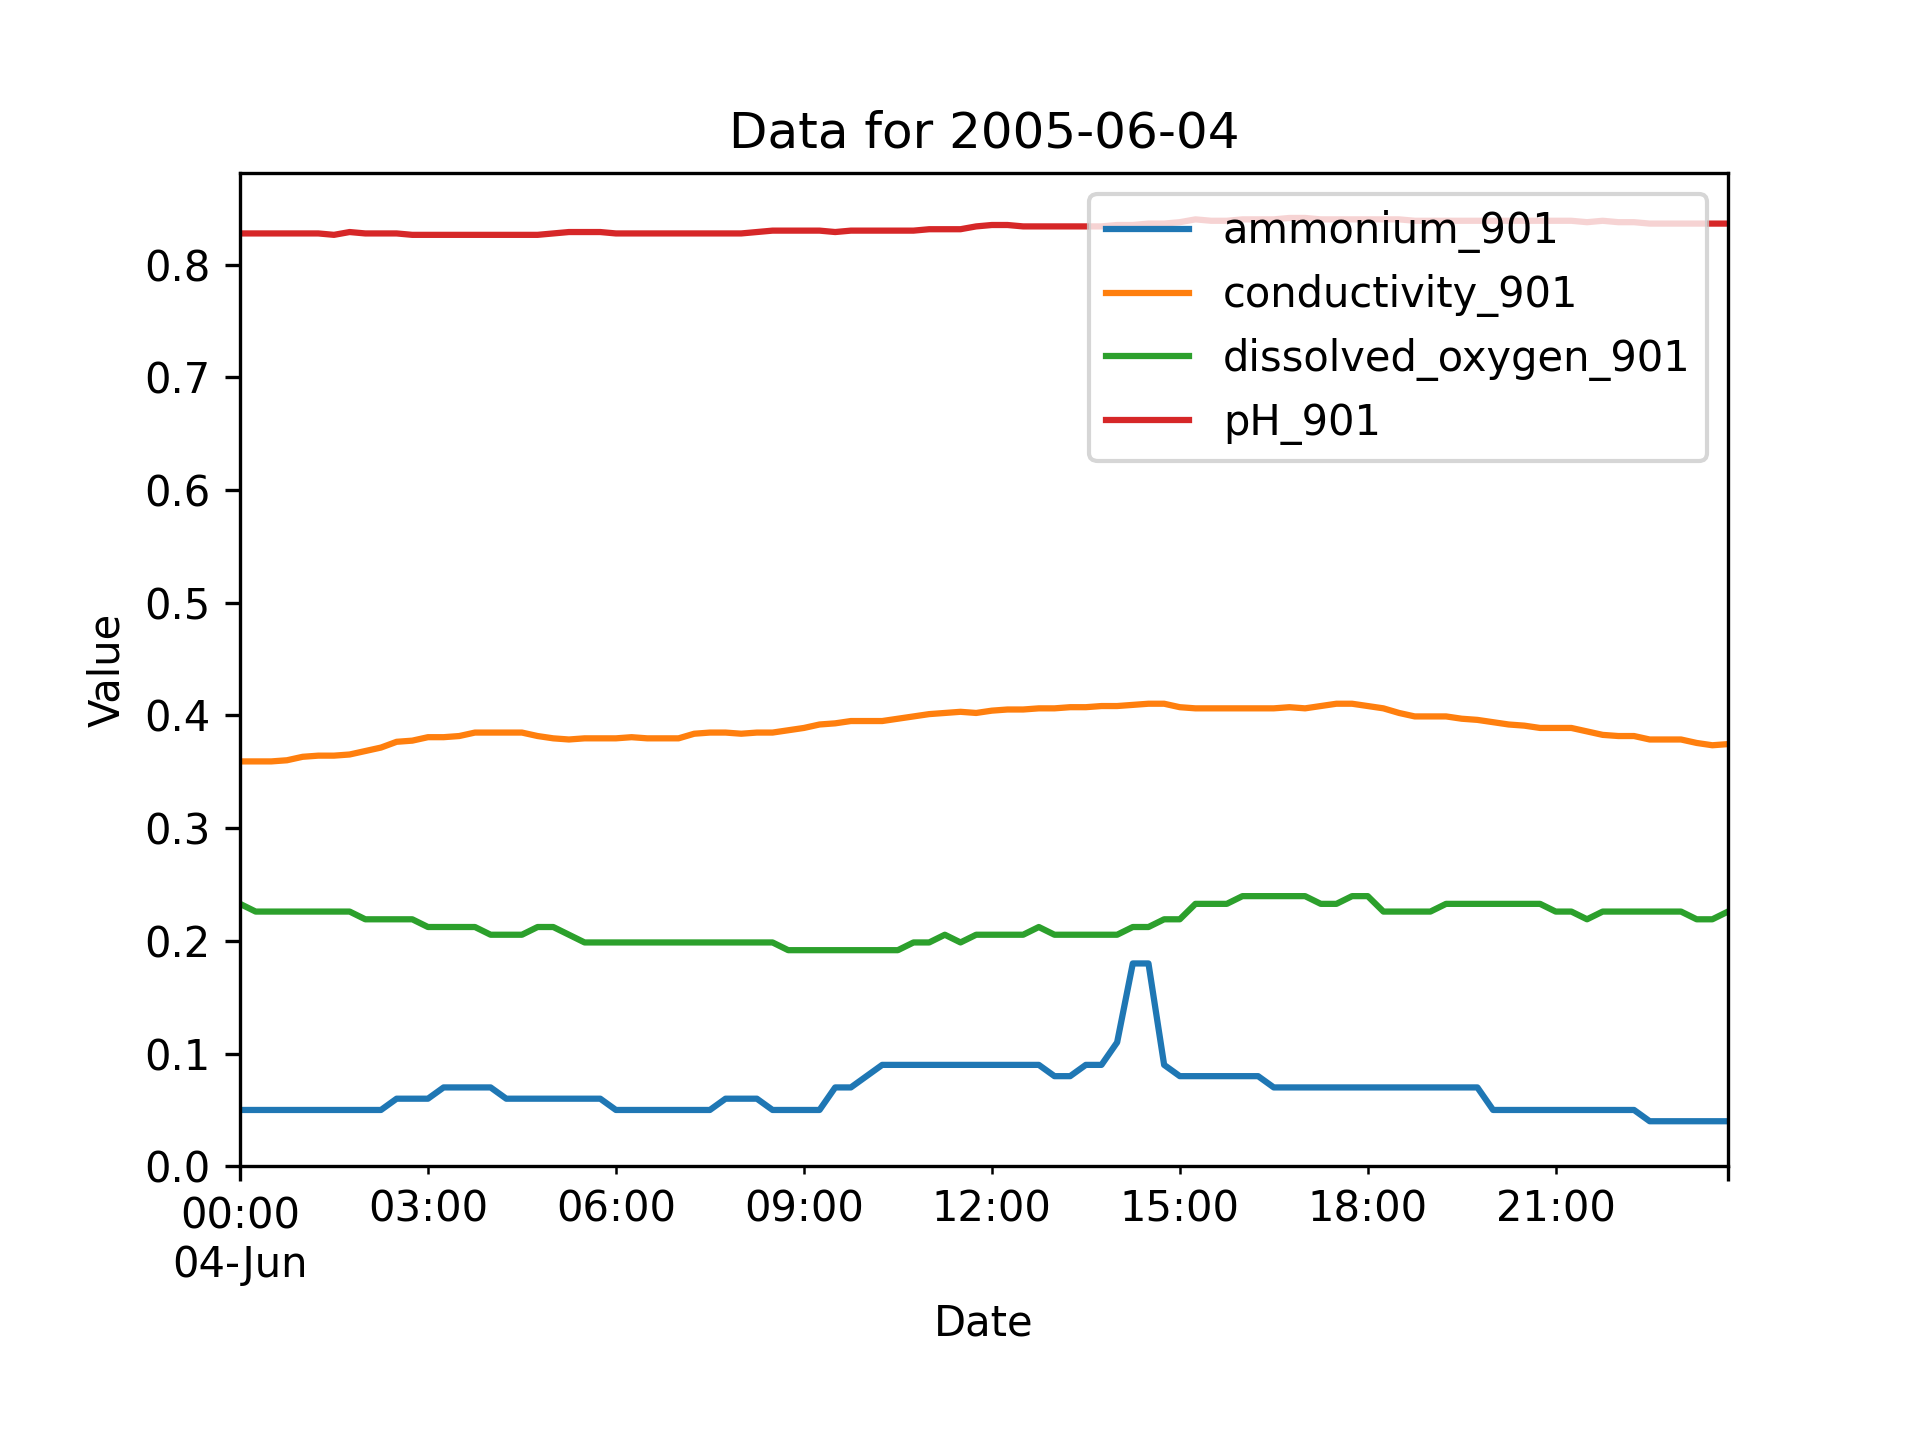 Data for 2005-06-04
ammonium_901
conductivity_901
dissolved_oxygen_901
pH_901
Value
0.8
0.7
0.6
0.5
0.4
0.3
0.2
0.1
0.0
00:00 03:00 06:00 09:00 12:00 15:00 18:00 21:00
04-Jun
Date